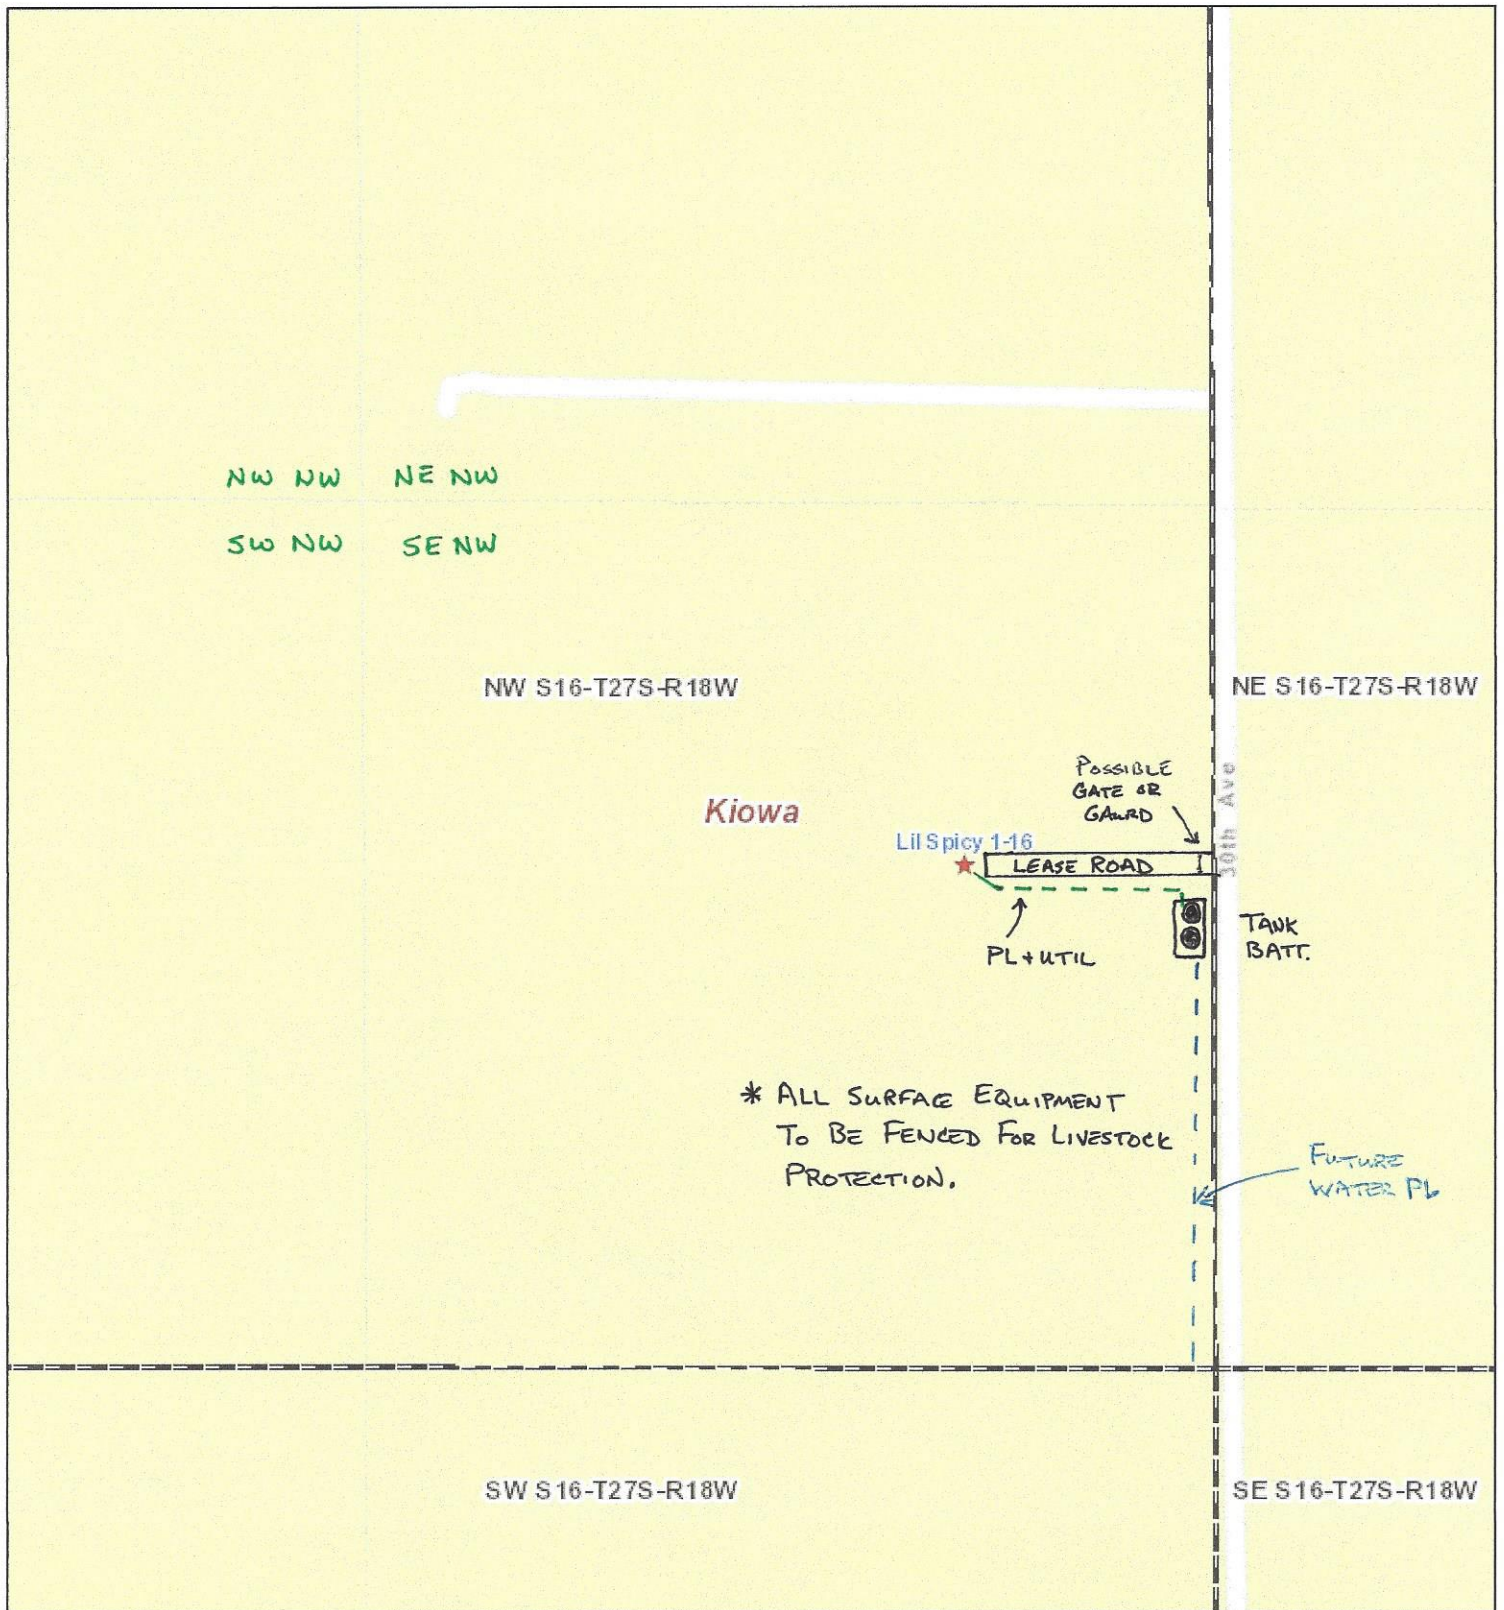 NW NW NE NW
SW NW SE NW
NW S16-T27S-R18W
NE S16-T27S-R18W
POSSIBLE
GATE OR
GAURD
Kiowa
30th Ave
Lil Spicy 1-16
LEASE ROAD
TANK
BATT.
PL + UTIL
* ALL SURFACE EQUIPMENT
TO BE FENCED FOR LIVESTOCK
PROTECTION.
FUTURE
WATER PL
SW S16-T27S-R18W
SE S16-T27S-R18W